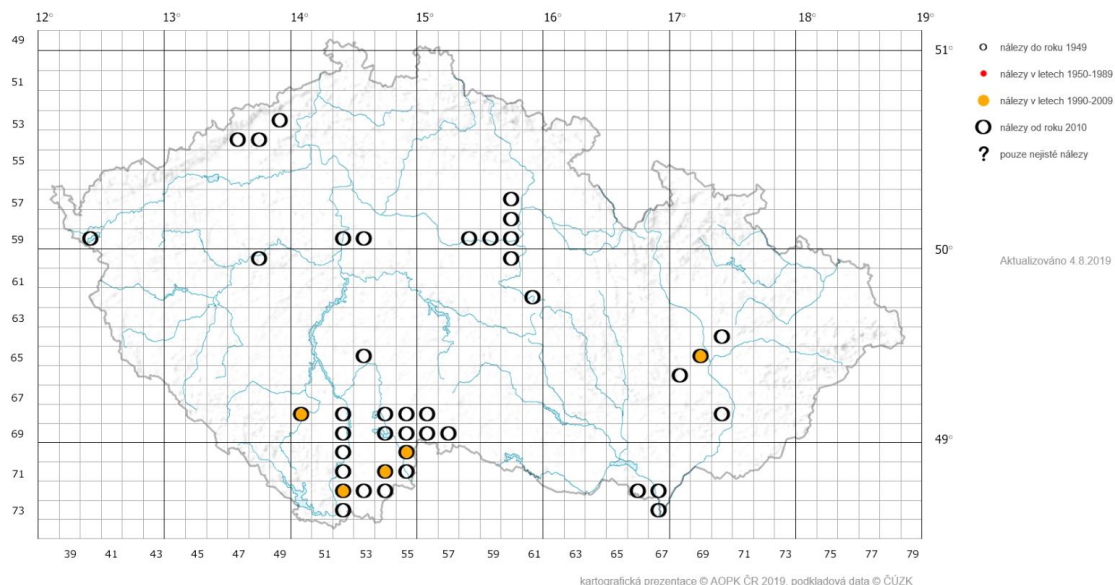 12° 13 14 15 16 17 18 19°
49
51
53
55
57
59
61
63
65
67
69
71
73
51°
50°
49°
39 41 43 45 47 49 51 53 55 57 59 61 63 65 67 69 71 73 75 77 79
nálezy do roku 1949
nálezy v letech 1950-1989
nálezy v letech 1990-2009
nálezy od roku 2010
? pouze nejisté nálezy
Aktualizováno 4.8.2019
kartografická prezentace © AOPK ČR 2019, podkladová data © ČÚZK